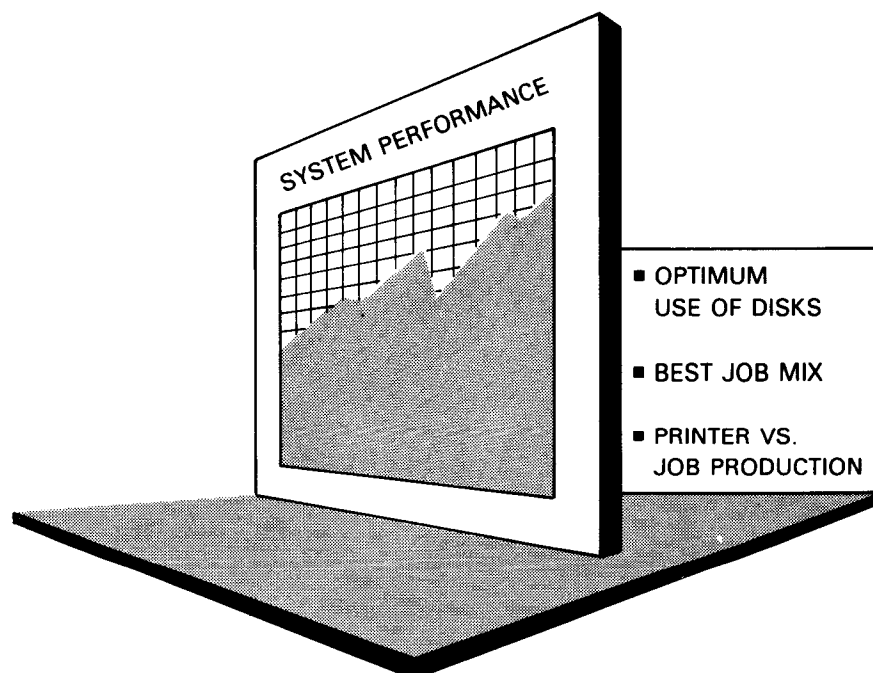 SYSTEM PERFORMANCE
■ OPTIMUM
USE OF DISKS
■ BEST JOB MIX
■ PRINTER VS.
JOB PRODUCTION